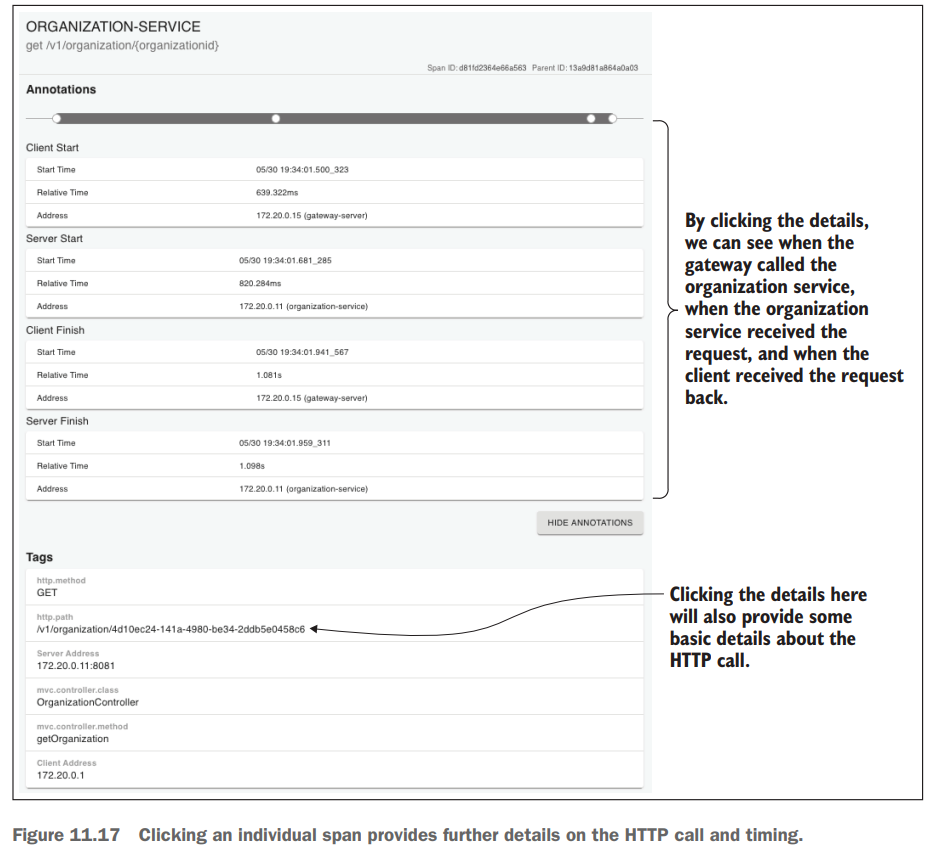 ORGANIZATION-SERVICE
get /v1/organization/{organizationid}
Span ID: d81fd2364e66a563 Parent ID: 13a9d81a864a0a03
Annotations
Client Start
Start Time 05/30 19:34:01.500_323
Relative Time 639.322ms
Address 172.20.0.15 (gateway-server)
Server Start
Start Time 05/30 19:34:01.681_285
Relative Time 820.284ms
Address 172.20.0.11 (organization-service)
Client Finish
Start Time 05/30 19:34:01.941_567
Relative Time 1.081s
Address 172.20.0.15 (gateway-server)
Server Finish
Start Time 05/30 19:34:01.959_311
Relative Time 1.098s
Address 172.20.0.11 (organization-service)
HIDE ANNOTATIONS
By clicking the details,
we can see when the
gateway called the
organization service,
when the organization
service received the
request, and when the
client received the request
back.
Tags
http.method
GET
http.path
/v1/organization/4d10ec24-141a-4980-be34-2ddb5e0458c6
Server Address
172.20.0.11:8081
mvc.controller.class
OrganizationController
mvc.controller.method
getOrganization
Client Address
172.20.0.1
Clicking the details here
will also provide some
basic details about the
HTTP call.
Figure 11.17 Clicking an individual span provides further details on the HTTP call and timing.